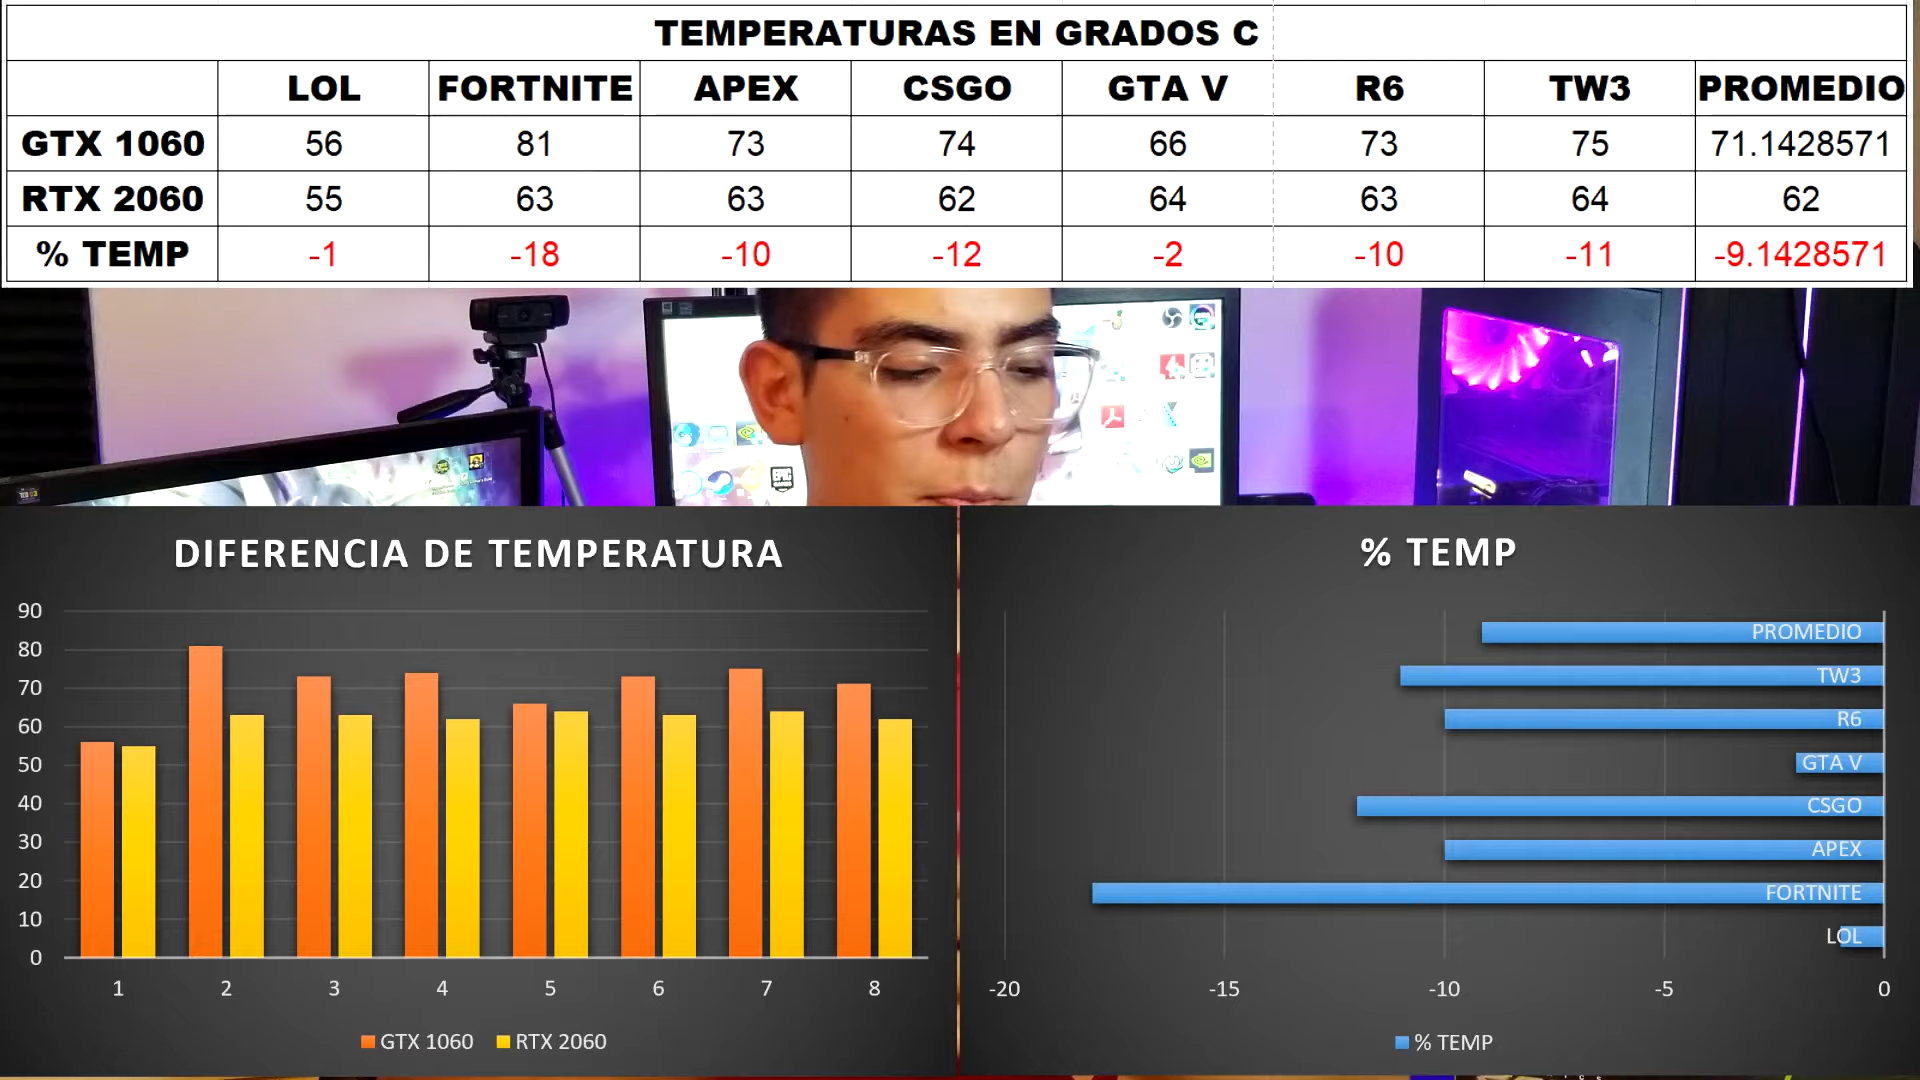 TEMPERATURAS EN GRADOS C
LOL FORTNITE APEX CSGO GTA V R6 TW3 PROMEDIO
GTX 1060 56 81 73 74 66 73 75 71.1428571
RTX 2060 55 63 63 62 64 63 64 62
% TEMP -1 -18 -10 -12 -2 -10 -11 -9.1428571
EPIC
DIFERENCIA DE TEMPERATURA
90
80
70
60
50
40
30
20
10
0
1 2 3 4 5 6 7 8
GTX 1060 RTX 2060
% TEMP
PROMEDIO
TW3
R6
GTA V
CSGO
APEX
FORTNITE
LOL
-20 -15 -10 -5 0
% TEMP